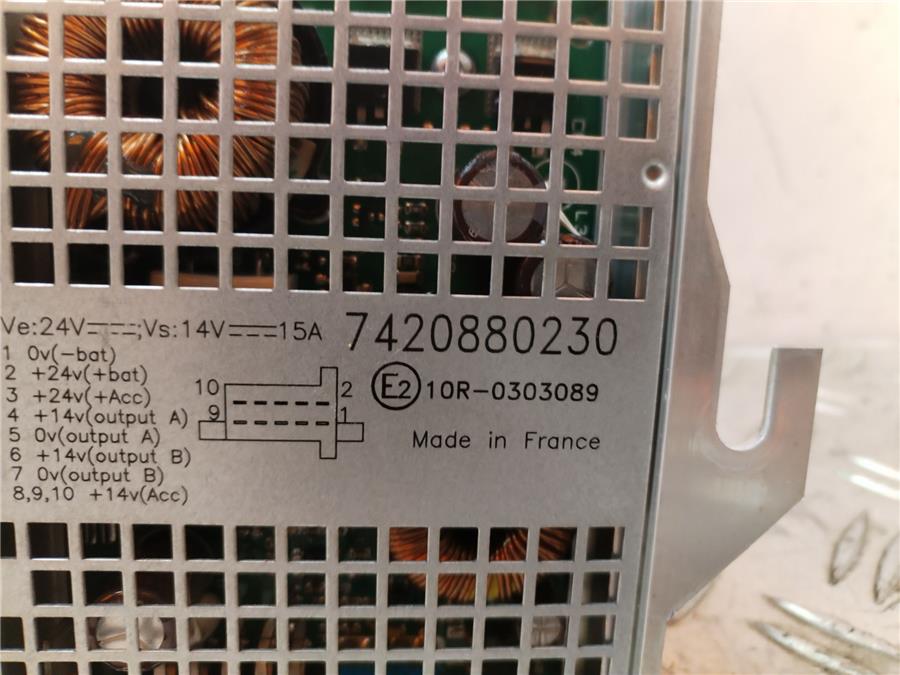 Ve:24V⎓;Vs:14V⎓15A 7420880230
1 0v(-bat)
2 +24v(+bat)
3 +24v(+Acc)
4 +14v(output A)
5 0v(output A)
6 +14v(output B)
7 0v(output B)
8,9,10 +14v(Acc)
10 2
9 1
E2 10R-0303089
Made in France